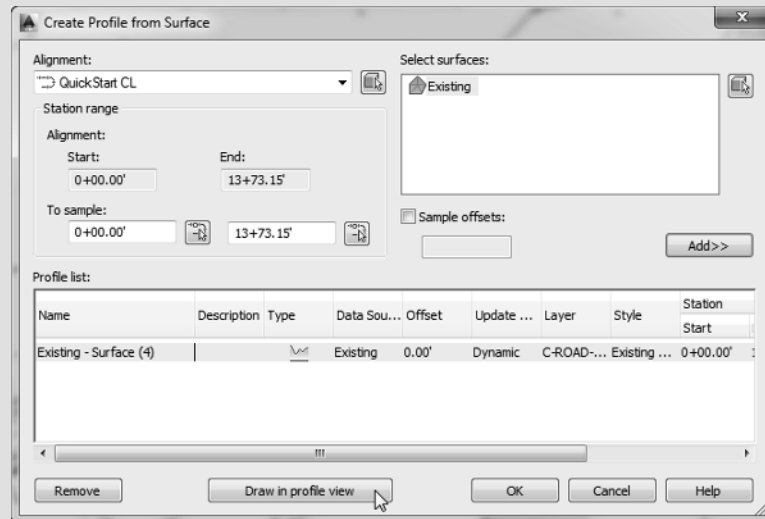 Create Profile from Surface
Alignment:
QuickStart CL
Select surfaces:
Existing
Station range
Alignment:
Start: End:
0+00.00' 13+73.15'
To sample:
0+00.00' 13+73.15'
Sample offsets:
Add>>
Profile list:
Name Description Type Data Sou... Offset Update ... Layer Style Station
Start
Existing - Surface (4) Existing 0.00' Dynamic C-ROAD-... Existing ... 0+00.00'
Remove Draw in profile view OK Cancel Help